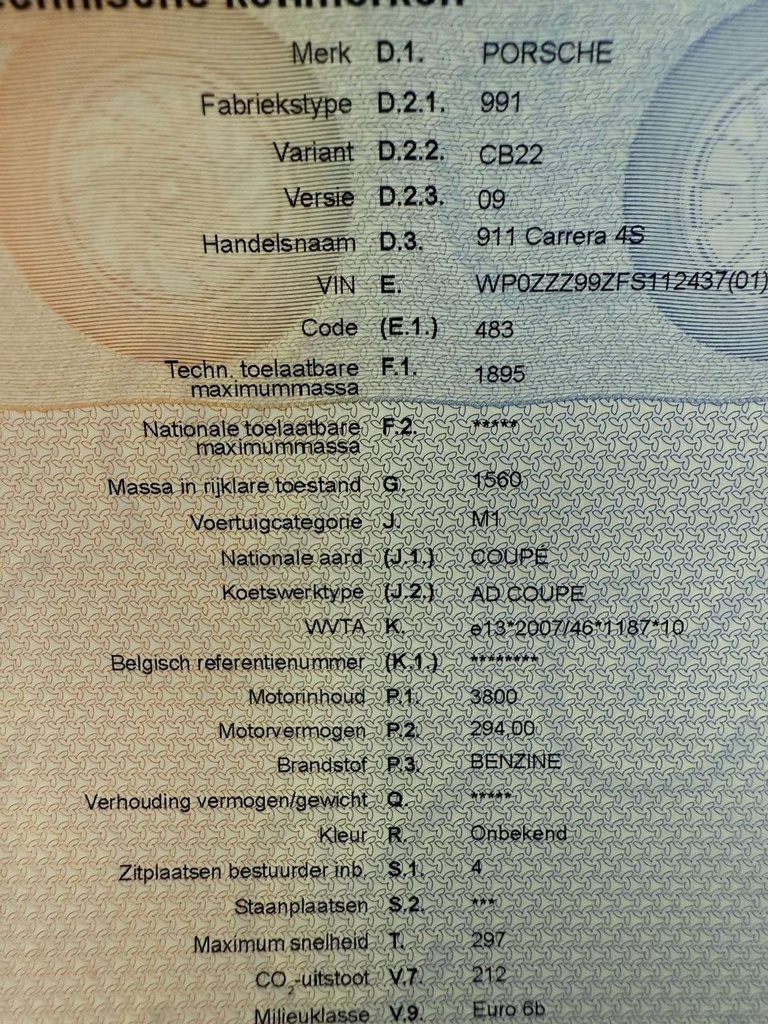 Technische kenmerken
Merk D.1. PORSCHE
Fabriekstype D.2.1. 991
Variant D.2.2. CB22
Versie D.2.3. 09
Handelsnaam D.3. 911 Carrera 4S
VIN E. WP0ZZZ99ZFS112437(01)
Code (E.1.) 483
Techn. toelaatbare F.1. 1895
maximummassa
Nationale toelaatbare F.2. *****
maximummassa
Massa in rijklare toestand G. 1560
Voertuigcategorie J. M1
Nationale aard (J.1.) COUPÉ
Koetswerktype (J.2.) AD COUPE
WVTA K. e13*2007/46*1187*10
Belgisch referentienummer (K.1.) ********
Motorinhoud P.1. 3800
Motorvermogen P.2. 294,00
Brandstof P.3. BENZINE
Verhouding vermogen/gewicht Q. *****
Kleur R. Onbekend
Zitplaatsen bestuurder inb. S.1. 4
Staanplaatsen S.2. ***
Maximum snelheid T. 297
CO₂-uitstoot V.7. 212
Milieuklasse V.9. Euro 6b